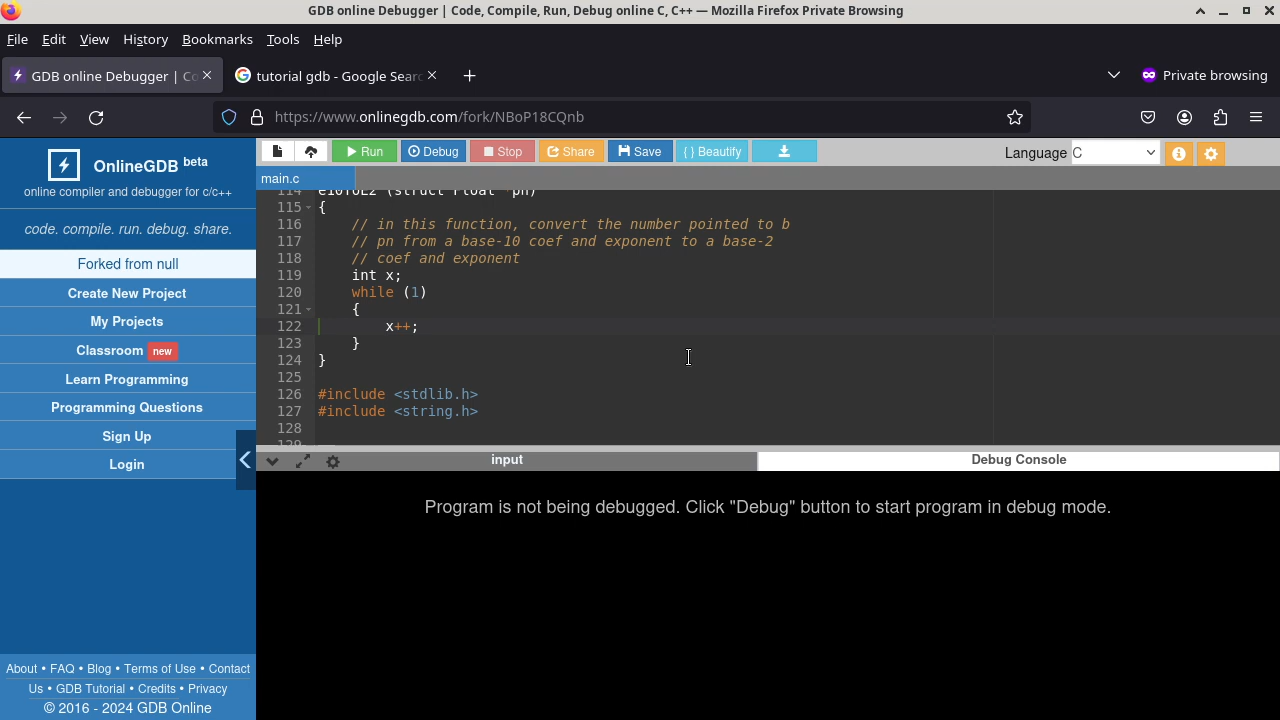 GDB online Debugger | Code, Compile, Run, Debug online C, C++ — Mozilla Firefox Private Browsing
File Edit View History Bookmarks Tools Help
GDB online Debugger | Co
tutorial gdb - Google Searc
Private browsing
https://www.onlinegdb.com/fork/NBoP18CQnb
OnlineGDB beta
online compiler and debugger for c/c++
code. compile. run. debug. share.
Forked from null
Create New Project
My Projects
Classroom new
Learn Programming
Programming Questions
Sign Up
Login
About • FAQ • Blog • Terms of Use • Contact
Us • GDB Tutorial • Credits • Privacy
© 2016 - 2024 GDB Online
Run Debug Stop Share Save { } Beautify
Language C
main.c
114 e10toE2 (struct Float *pn)
115 {
116 // in this function, convert the number pointed to b
117 // pn from a base-10 coef and exponent to a base-2
118 // coef and exponent
119 int x;
120 while (1)
121 {
122 x++;
123 }
124 }
125
126 #include <stdlib.h>
127 #include <string.h>
128
129
input
Debug Console
Program is not being debugged. Click "Debug" button to start program in debug mode.